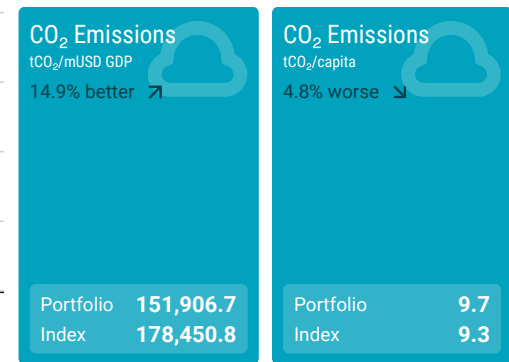 CO₂ Emissions
tCO₂/mUSD GDP
14.9% better
Portfolio 151,906.7
Index 178,450.8
CO₂ Emissions
tCO₂/capita
4.8% worse
Portfolio 9.7
Index 9.3